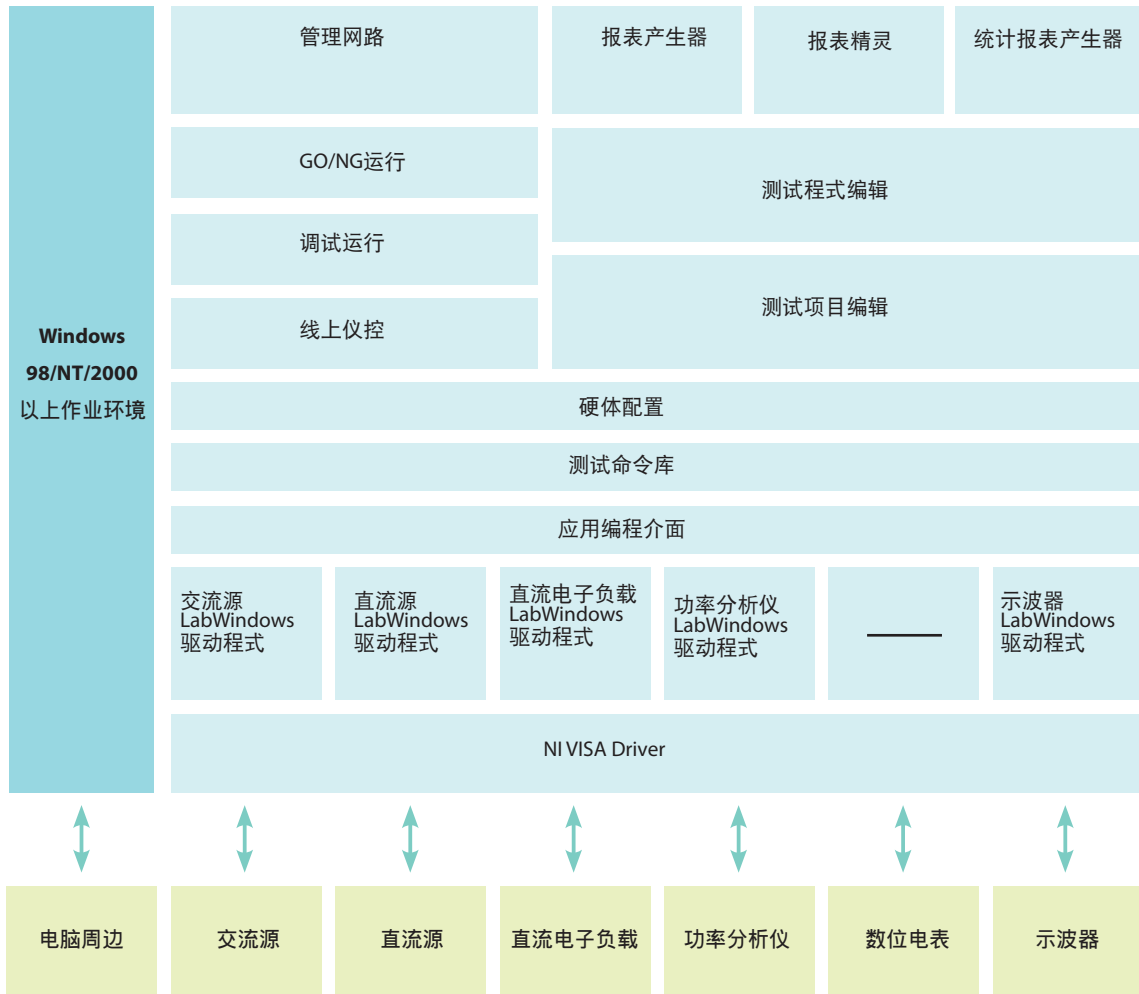 管理网路
报表产生器
报表精灵
统计报表产生器
GO/NG运行
测试程式编辑
调试运行
测试项目编辑
线上仪控
Windows
98/NT/2000
以上作业环境
硬体配置
测试命令库
应用编程介面
交流源
LabWindows
驱动程式
直流源
LabWindows
驱动程式
直流电子负载
LabWindows
驱动程式
功率分析仪
LabWindows
驱动程式
示波器
LabWindows
驱动程式
NI VISA Driver
电脑周边
交流源
直流源
直流电子负载
功率分析仪
数位电表
示波器